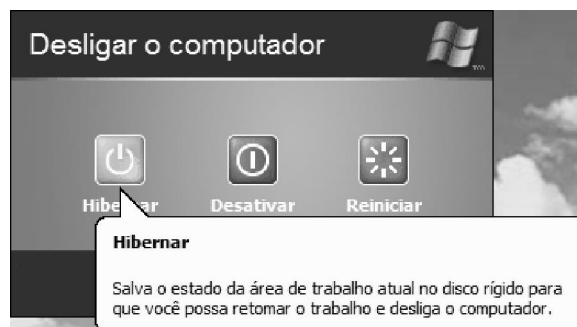 Desligar o computador
Hibernar Desativar Reiniciar
Hibernar
Salva o estado da área de trabalho atual no disco rígido para
que você possa retomar o trabalho e desliga o computador.